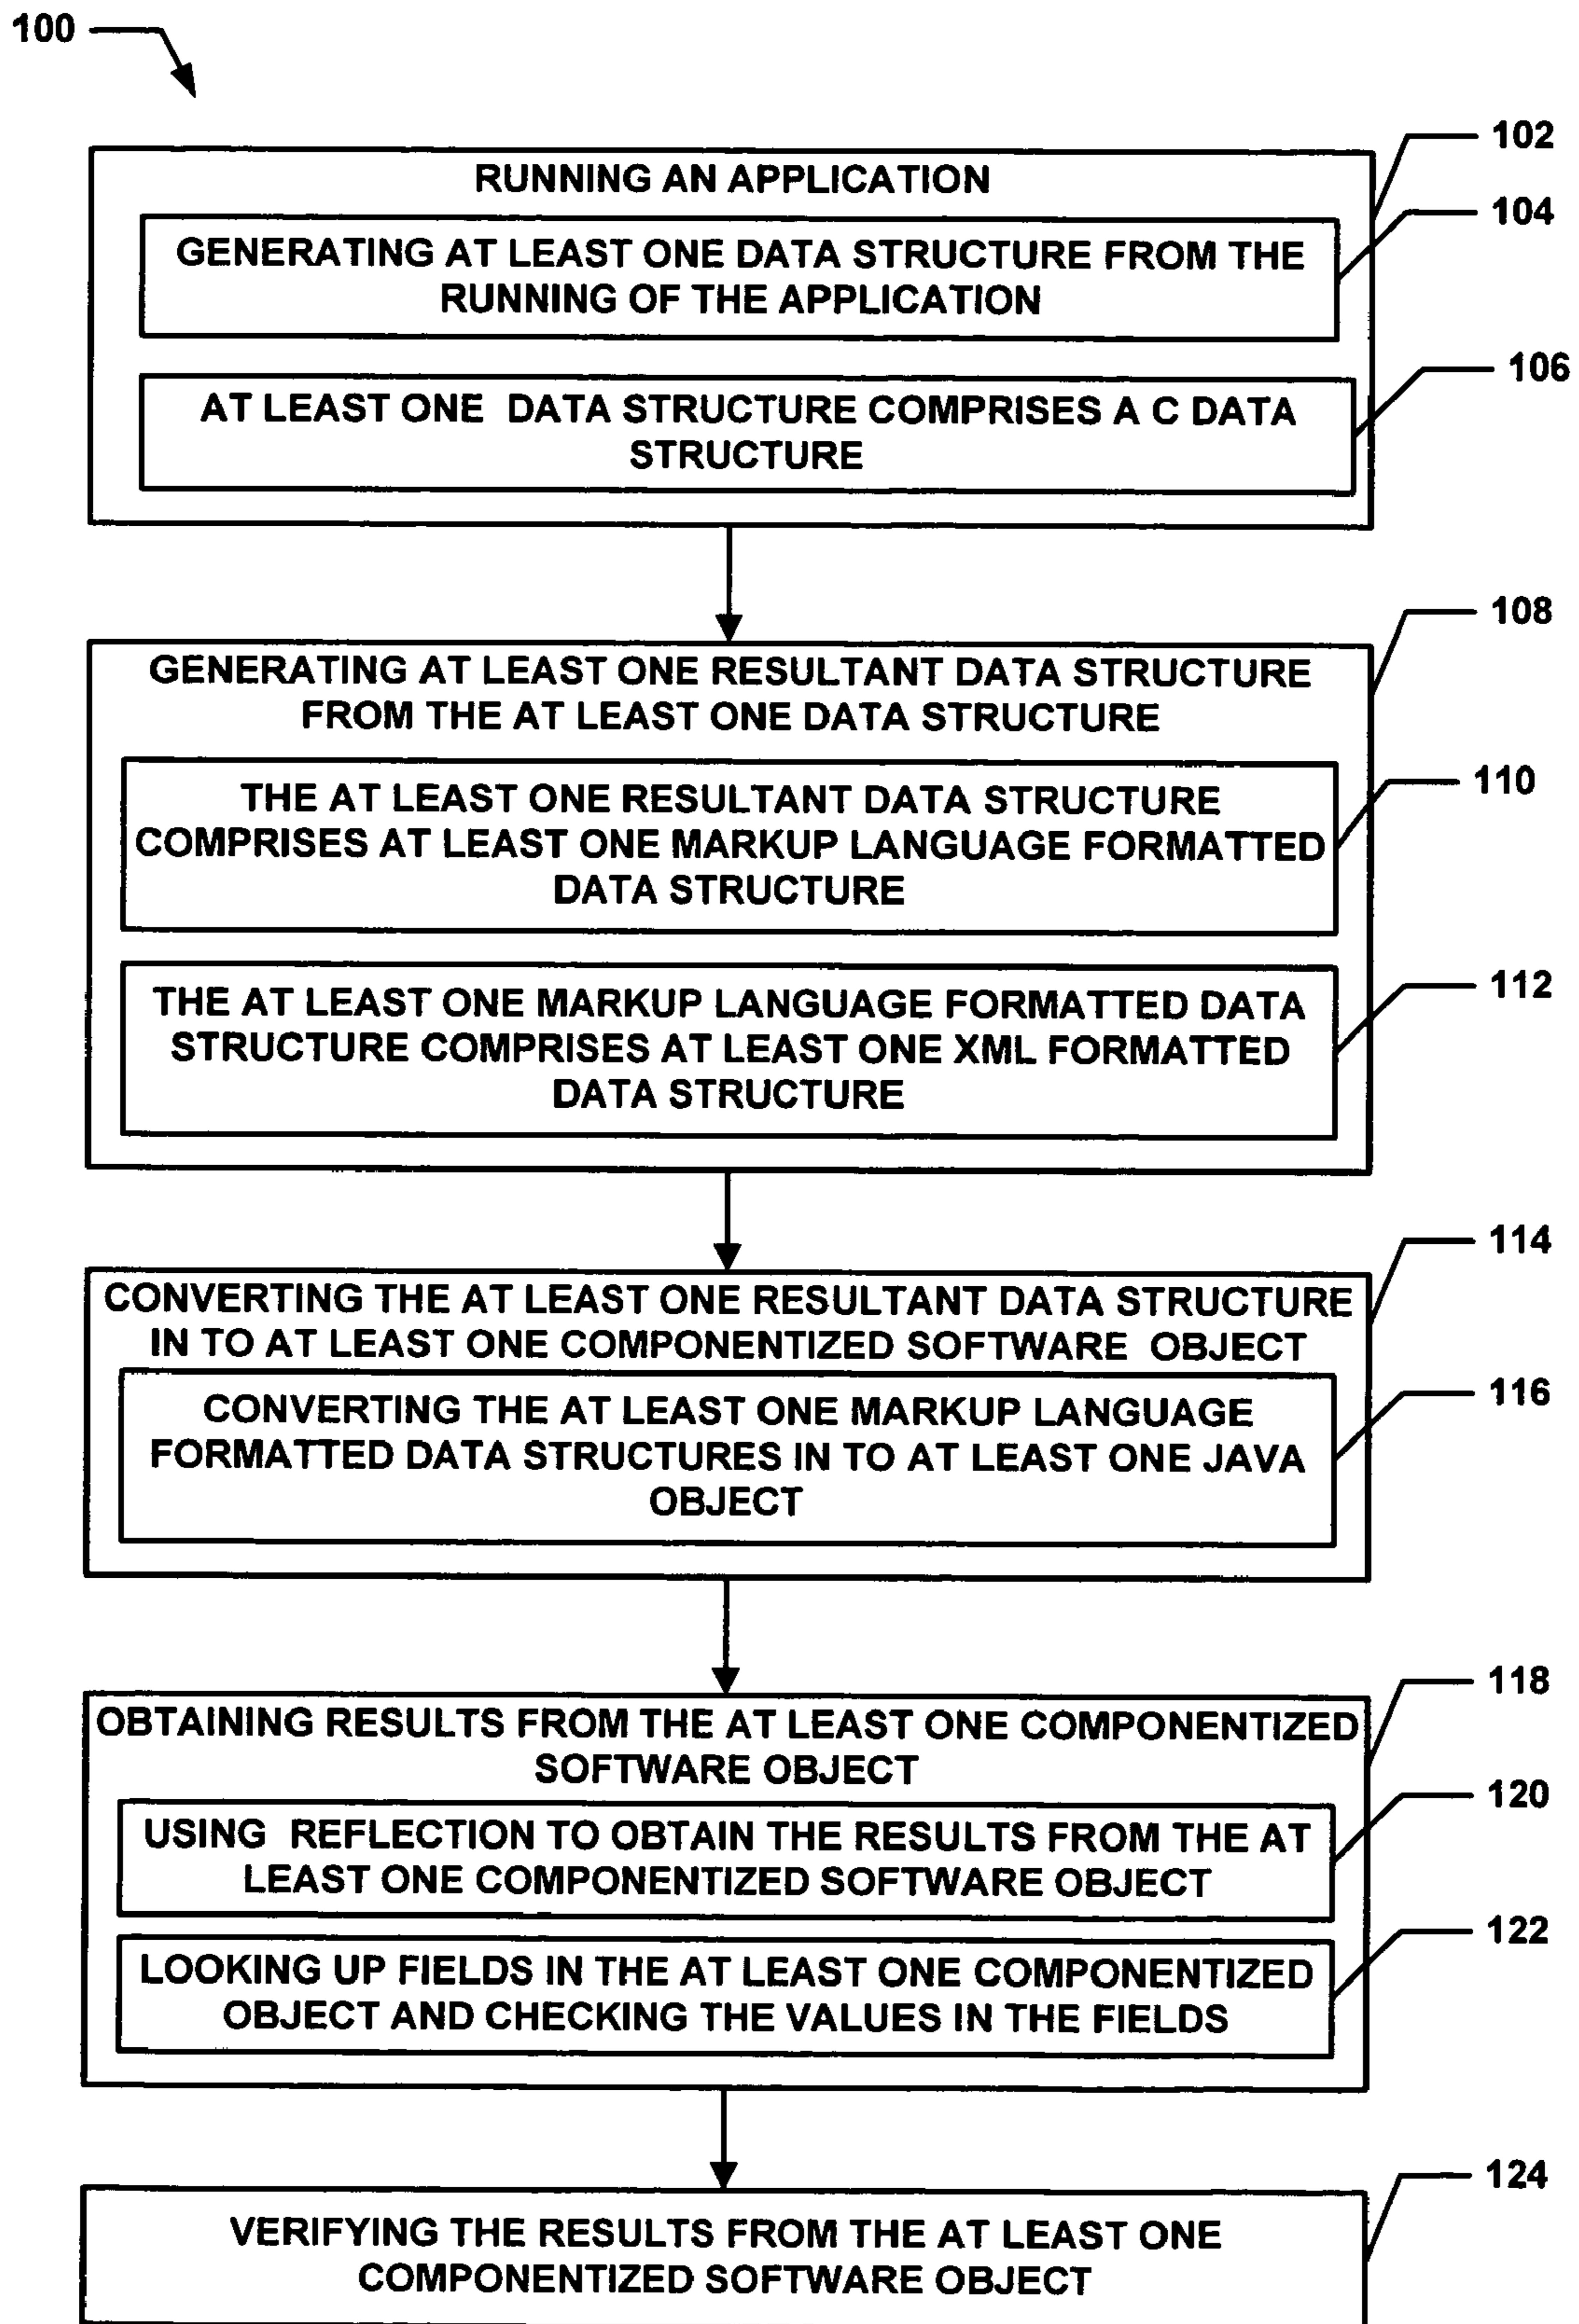 100
102
RUNNING AN APPLICATION
104
GENERATING AT LEAST ONE DATA STRUCTURE FROM THE
RUNNING OF THE APPLICATION
106
AT LEAST ONE DATA STRUCTURE COMPRISES A C DATA
STRUCTURE
108
GENERATING AT LEAST ONE RESULTANT DATA STRUCTURE
FROM THE AT LEAST ONE DATA STRUCTURE
110
THE AT LEAST ONE RESULTANT DATA STRUCTURE
COMPRISES AT LEAST ONE MARKUP LANGUAGE FORMATTED
DATA STRUCTURE
112
THE AT LEAST ONE MARKUP LANGUAGE FORMATTED DATA
STRUCTURE COMPRISES AT LEAST ONE XML FORMATTED
DATA STRUCTURE
114
CONVERTING THE AT LEAST ONE RESULTANT DATA STRUCTURE
IN TO AT LEAST ONE COMPONENTIZED SOFTWARE OBJECT
116
CONVERTING THE AT LEAST ONE MARKUP LANGUAGE
FORMATTED DATA STRUCTURES IN TO AT LEAST ONE JAVA
OBJECT
118
OBTAINING RESULTS FROM THE AT LEAST ONE COMPONENTIZED
SOFTWARE OBJECT
120
USING REFLECTION TO OBTAIN THE RESULTS FROM THE AT
LEAST ONE COMPONENTIZED SOFTWARE OBJECT
122
LOOKING UP FIELDS IN THE AT LEAST ONE COMPONENTIZED
OBJECT AND CHECKING THE VALUES IN THE FIELDS
124
VERIFYING THE RESULTS FROM THE AT LEAST ONE
COMPONENTIZED SOFTWARE OBJECT